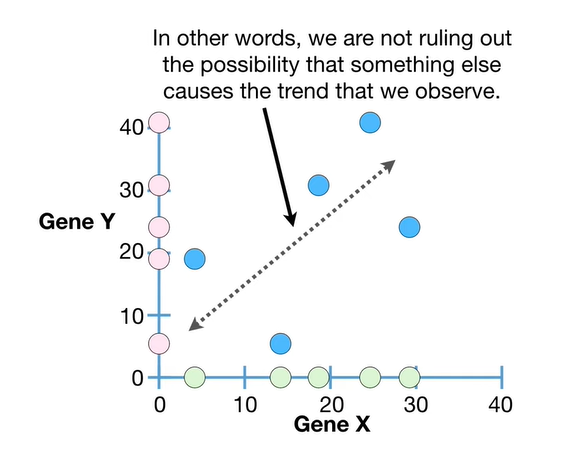 In other words, we are not ruling out
the possibility that something else
causes the trend that we observe.
40
30
Gene Y
20
10
0
0 10 20 30 40
Gene X